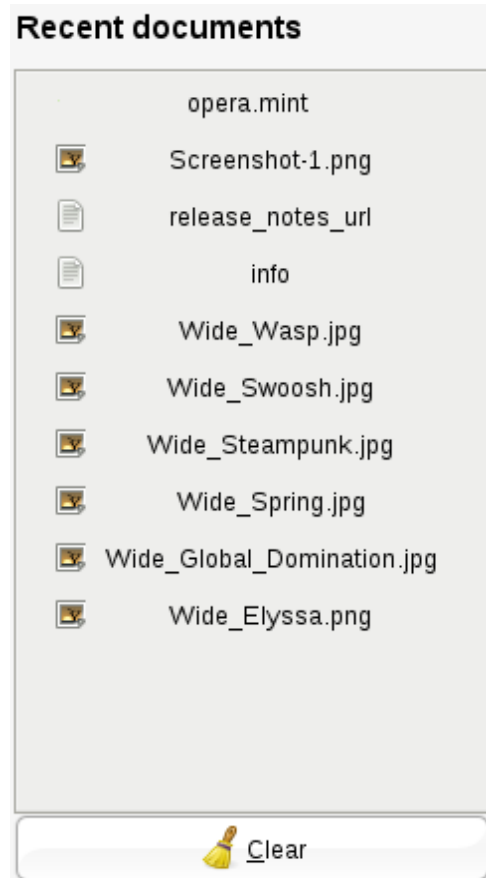 Recent documents
opera.mint
Screenshot-1.png
release_notes_url
info
Wide_Wasp.jpg
Wide_Swoosh.jpg
Wide_Steampunk.jpg
Wide_Spring.jpg
Wide_Global_Domination.jpg
Wide_Elyssa.png
Clear